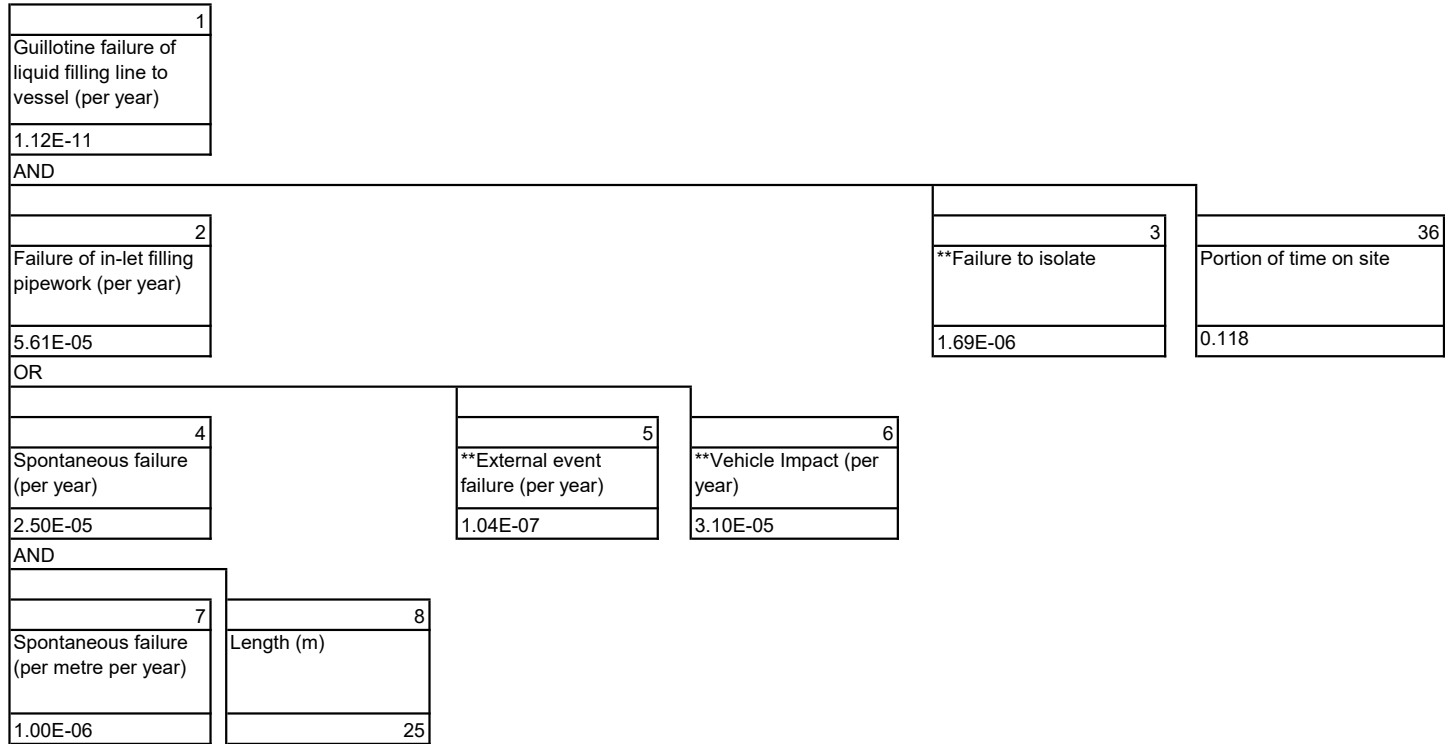 1
Guillotine failure of
liquid filling line to
vessel (per year)
1.12E-11
AND
2
Failure of in-let filling
pipework (per year)
5.61E-05
3
**Failure to isolate
1.69E-06
36
Portion of time on site
0.118
OR
4
Spontaneous failure
(per year)
2.50E-05
5
**External event
failure (per year)
1.04E-07
6
**Vehicle Impact (per
year)
3.10E-05
AND
7
Spontaneous failure
(per metre per year)
1.00E-06
8
Length (m)
25